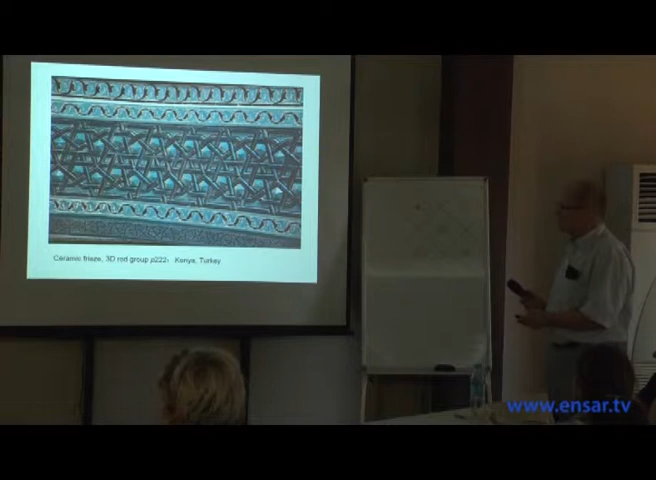 Ceramic frieze, 3D rod group p222₁ Konya, Turkey
www.ensar.tv